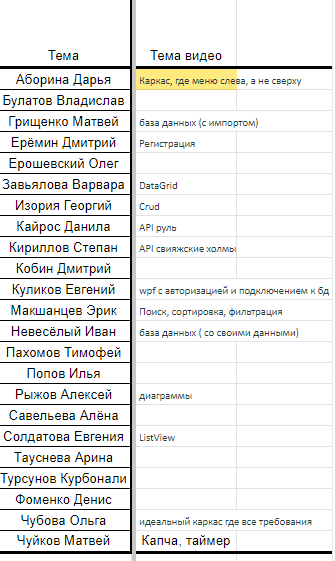 Тема Тема видео
Аборина Дарья Каркас, где меню слева, а не сверху
Булатов Владислав
Грищенко Матвей база данных (с импортом)
Ерёмин Дмитрий Регистрация
Ерошевский Олег
Завьялова Варвара DataGrid
Изория Георгий Crud
Кайрос Данила API руль
Кириллов Степан API свияжские холмы
Кобин Дмитрий
Куликов Евгений wpf с авторизацией и подключением к бд
Макшанцев Эрик Поиск, сортировка, фильтрация
Невесёлый Иван база данных ( со своими данными)
Пахомов Тимофей
Попов Илья
Рыжов Алексей диаграммы
Савельева Алёна
Солдатова Евгения ListView
Тауснева Арина
Турсунов Курбонали
Фоменко Денис
Чубова Ольга идеальный каркас где все требования
Чуйков Матвей Капча, таймер